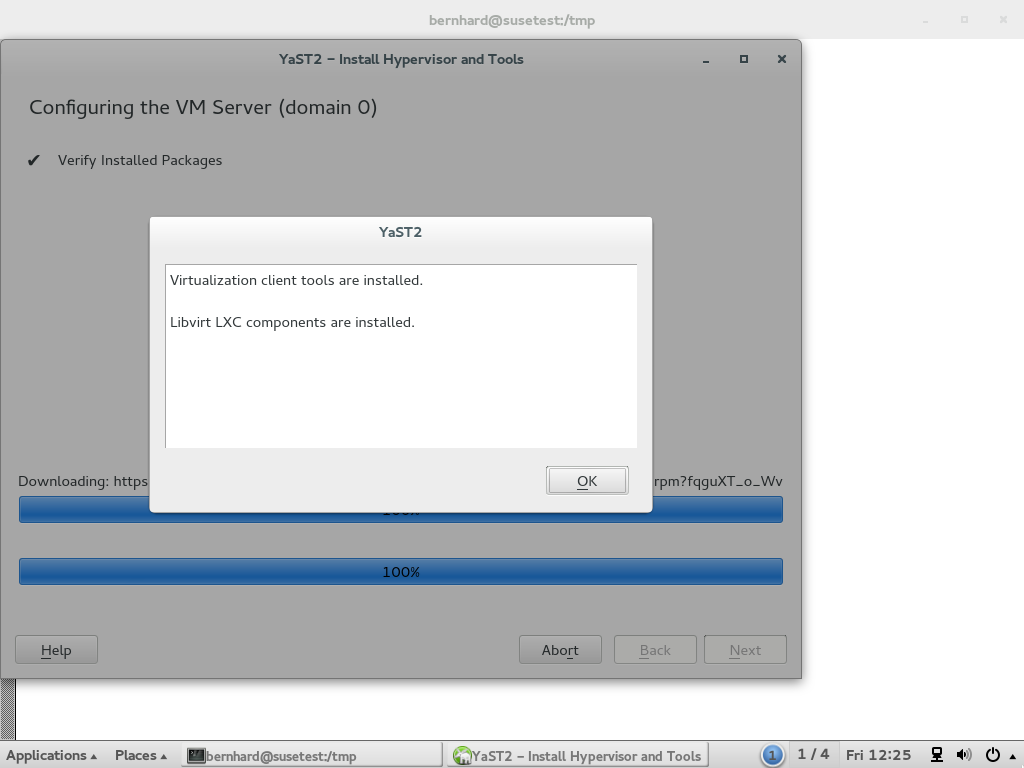 bernhard@susetest:/tmp
YaST2 – Install Hypervisor and Tools
Configuring the VM Server (domain 0)
✔ Verify Installed Packages
YaST2
Virtualization client tools are installed.
Libvirt LXC components are installed.
OK
Downloading: https rpm?fqguXT_o_Wv
100%
100%
Help Abort Back Next
Applications Places bernhard@susetest:/tmp YaST2 – Install Hypervisor and Tools 1 1 / 4 Fri 12:25